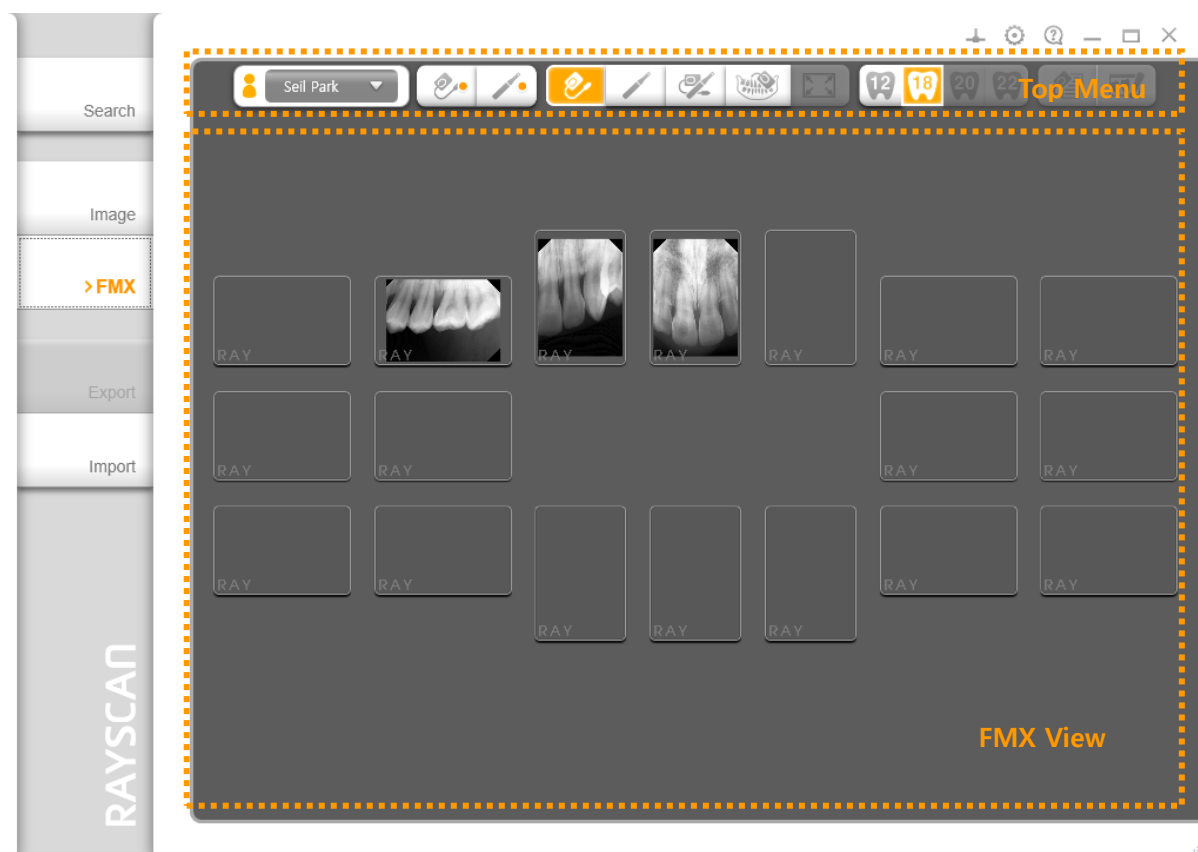 Seil Park
12 18 20 22
Top Menu
Search
Image
>FMX
Export
Import
RAYSCAN
RAY RAY RAY RAY RAY RAY RAY
RAY RAY RAY RAY
RAY RAY RAY RAY
RAY RAY RAY
FMX View